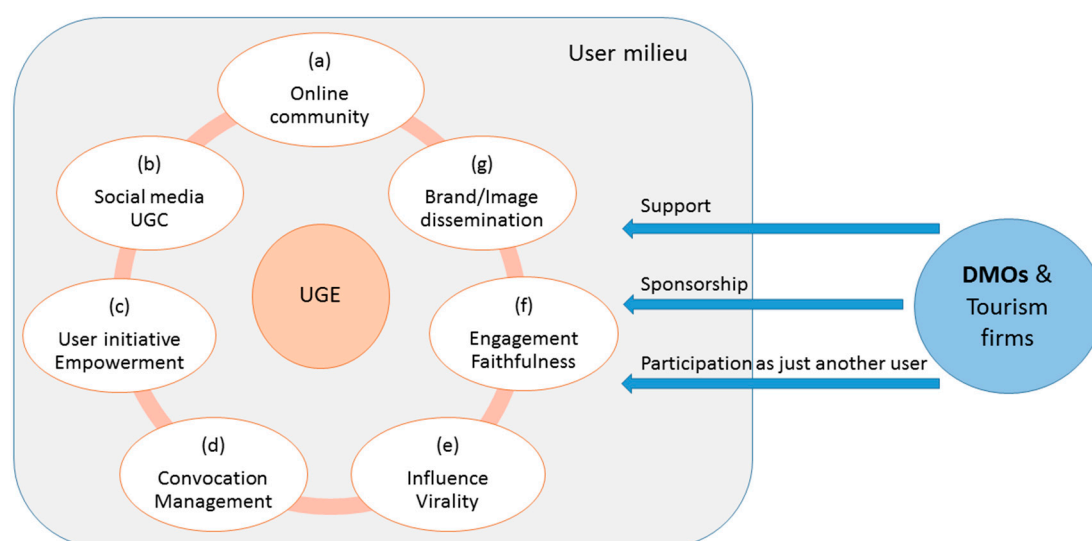 User milieu
(a)
Online
community
(b)
Social media
UGC
(c)
User initiative
Empowerment
(d)
Convocation
Management
(e)
Influence
Virality
(f)
Engagement
Faithfulness
(g)
Brand/Image
dissemination
UGE
Support
Sponsorship
Participation as just another user
DMOs &
Tourism
firms